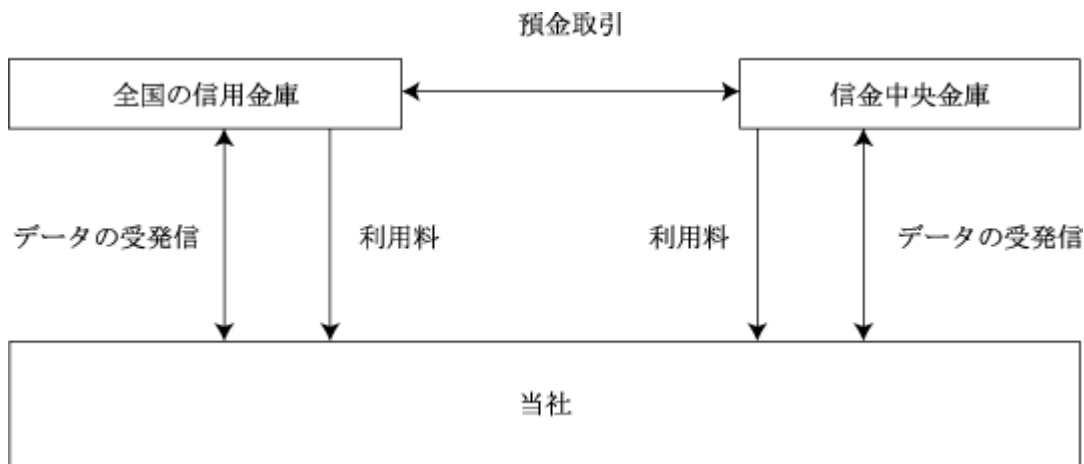 預金取引
全国の信用金庫
信金中央金庫
データの受発信
利用料
利用料
データの受発信
当社